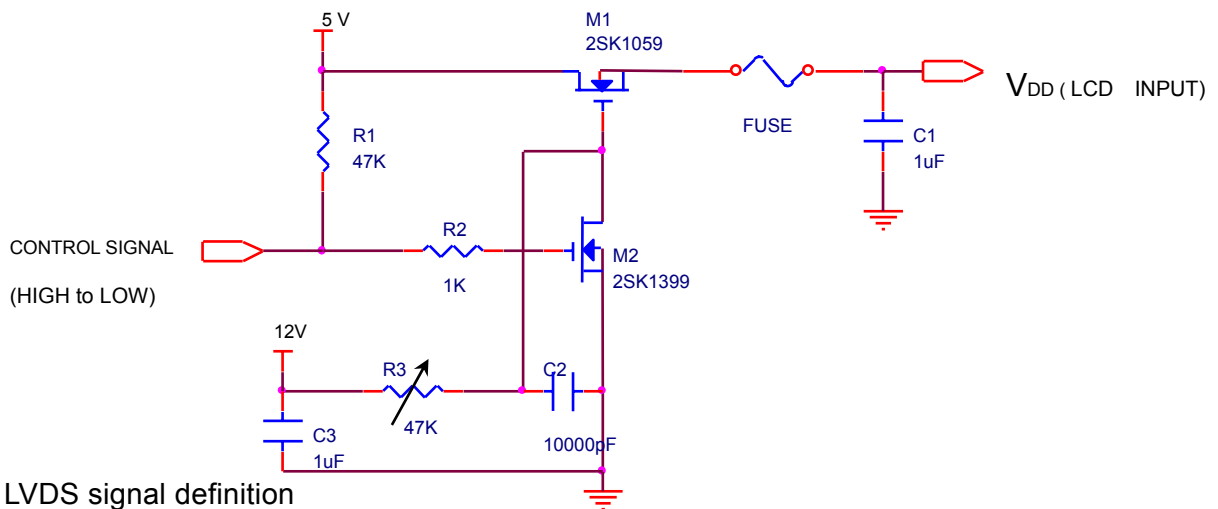 5 V
M1
2SK1059
R1
47K
FUSE
VDD ( LCD INPUT)
C1
1uF
CONTROL SIGNAL
(HIGH to LOW)
R2
1K
M2
2SK1399
12V
R3
47K
C2
10000pF
C3
1uF
LVDS signal definition